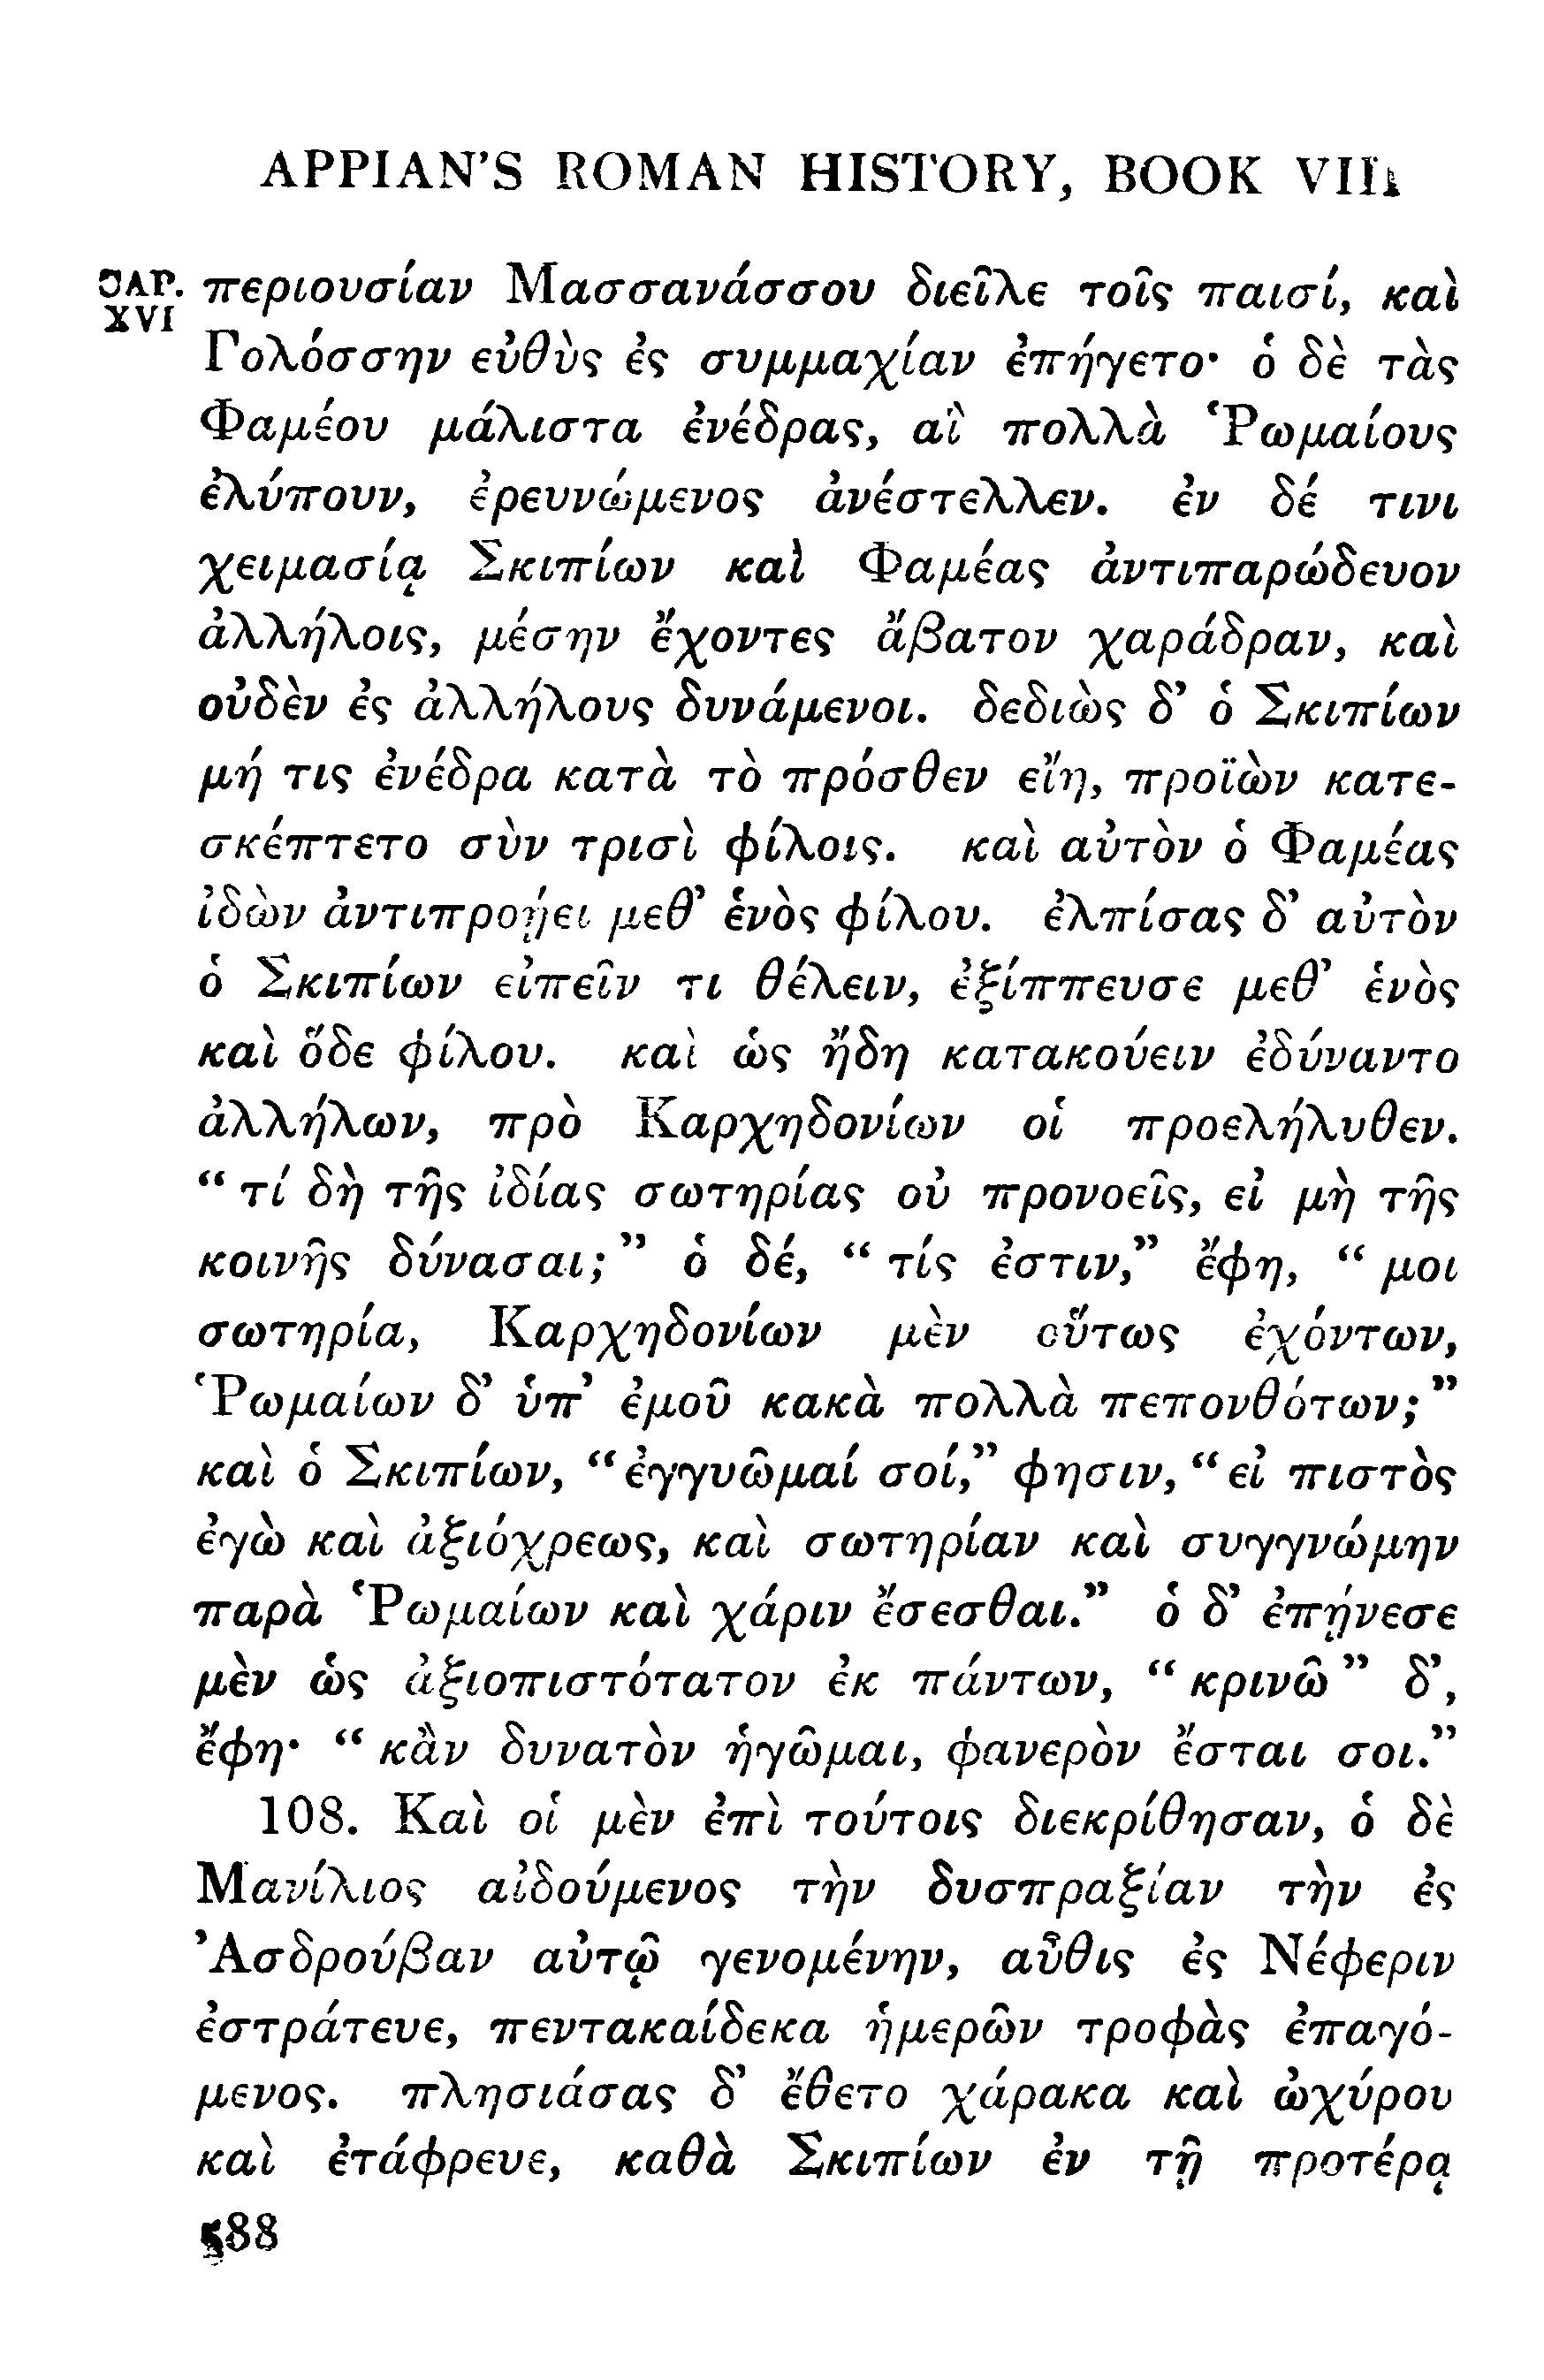 APPIAN'S ROMAN HISTORY, BOOK VIII
CAP. XVI
περιουσίαν Μασσανάσσου διεῖλε τοῖς παισί, καὶ
Γολόσσην εὐθὺς ἐς συμμαχίαν ἐπήγετο· ὁ δὲ τὰς
Φαμέου μάλιστα ἐνέδρας, αἳ πολλὰ Ῥωμαίους
ἐλύπουν, ἐρευνώμενος ἀνέστελλεν. ἐν δέ τινι
χειμασίᾳ Σκιπίων καὶ Φαμέας ἀντιπαρώδευον
ἀλλήλοις, μέσην ἔχοντες ἄβατον χαράδραν, καὶ
οὐδὲν ἐς ἀλλήλους δυνάμενοι. δεδιὼς δ’ ὁ Σκιπίων
μή τις ἐνέδρα κατὰ τὸ πρόσθεν εἴη, προϊὼν κατε-
σκέπτετο σὺν τρισὶ φίλοις. καὶ αὐτὸν ὁ Φαμέας
ἰδὼν ἀντιπροῄει μεθ’ ἑνὸς φίλου. ἐλπίσας δ’ αὐτὸν
ὁ Σκιπίων εἰπεῖν τι θέλειν, ἐξίππευσε μεθ’ ἑνὸς
καὶ ὅδε φίλου. καὶ ὡς ἤδη κατακούειν ἐδύναντο
ἀλλήλων, πρὸ Καρχηδονίων οἱ προελήλυθεν.
“τί δὴ τῆς ἰδίας σωτηρίας οὐ προνοεῖς, εἰ μὴ τῆς
κοινῆς δύνασαι;” ὁ δέ, “τίς ἐστιν,” ἔφη, “μοι
σωτηρία, Καρχηδονίων μὲν οὕτως ἐχόντων,
Ῥωμαίων δ’ ὑπ’ ἐμοῦ κακὰ πολλὰ πεπονθότων;”
καὶ ὁ Σκιπίων, “ἐγγυῶμαί σοί,” φησιν, “εἰ πιστὸς
ἐγὼ καὶ ἀξιόχρεως, καὶ σωτηρίαν καὶ συγγνώμην
παρὰ Ῥωμαίων καὶ χάριν ἔσεσθαι.” ὁ δ’ ἐπῄνεσε
μὲν ὡς ἀξιοπιστότατον ἐκ πάντων, “κρινῶ” δ’,
ἔφη· “κἂν δυνατὸν ἡγῶμαι, φανερὸν ἔσται σοι.”
108. Καὶ οἱ μὲν ἐπὶ τούτοις διεκρίθησαν, ὁ δὲ
Μανίλιος αἰδούμενος τὴν δυσπραξίαν τὴν ἐς
Ἀσδρούβαν αὐτῷ γενομένην, αὖθις ἐς Νέφεριν
ἐστράτευε, πεντακαίδεκα ἡμερῶν τροφὰς ἐπαγό-
μενος. πλησιάσας δ’ ἔθετο χάρακα καὶ ὠχύρου
καὶ ἐτάφρευε, καθὰ Σκιπίων ἐν τῇ προτέρᾳ
588